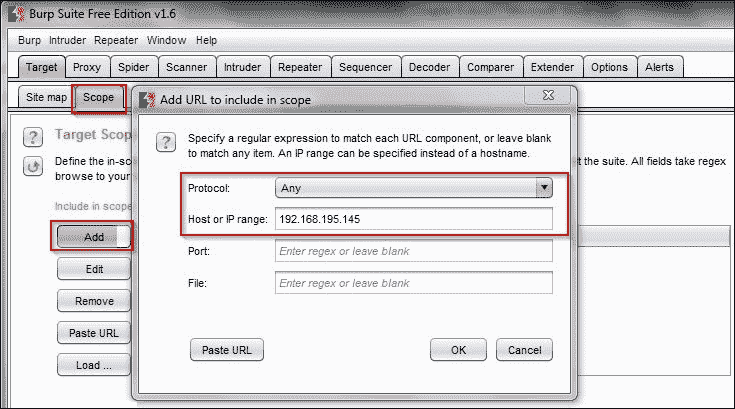 Burp Suite Free Edition v1.6
Burp Intruder Repeater Window Help
Target Proxy Spider Scanner Intruder Repeater Sequencer Decoder Comparer Extender Options Alerts
Site map Scope
Add URL to include in scope
? Target Scop
? Specify a regular expression to match each URL component, or leave blank
to match any item. An IP range can be specified instead of a hostname.
Define the in-sc
t the suite. All fields take regex
browse to your
Protocol: Any
Include in scope
Host or IP range: 192.168.195.145
Add
Port: Enter regex or leave blank
Edit
File: Enter regex or leave blank
Remove
Paste URL
Paste URL OK Cancel
Load ...